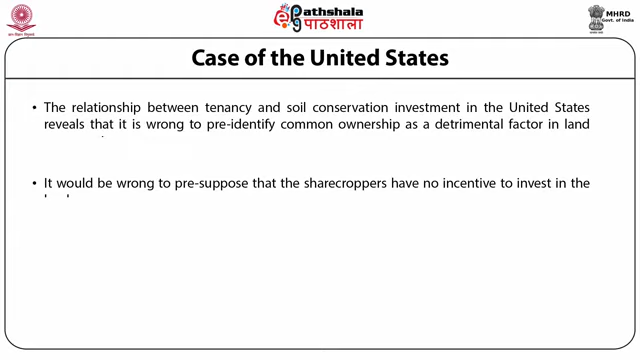 Pathshala
पाठशाला
MHRD
Govt. of India
Case of the United States
• The relationship between tenancy and soil conservation investment in the United States
reveals that it is wrong to pre-identify common ownership as a detrimental factor in land
• It would be wrong to pre-suppose that the sharecroppers have no incentive to invest in the